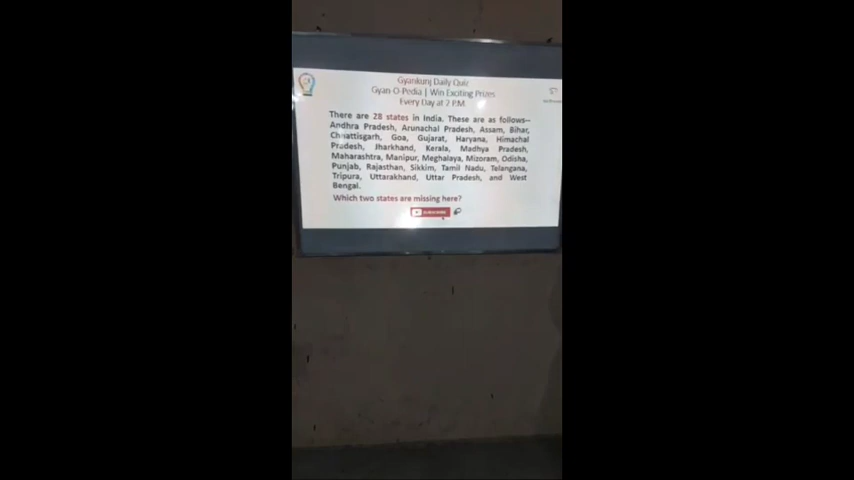 Gyankunj Daily Quiz
Gyan-O-Pedia | Win Exciting Prizes
Every Day at 2 P.M.
There are 28 states in India. These are as follows--
Andhra Pradesh, Arunachal Pradesh, Assam, Bihar,
Chhattisgarh, Goa, Gujarat, Haryana, Himachal
Pradesh, Jharkhand, Kerala, Madhya Pradesh,
Maharashtra, Manipur, Meghalaya, Mizoram, Odisha,
Punjab, Rajasthan, Sikkim, Tamil Nadu, Telangana,
Tripura, Uttarakhand, Uttar Pradesh, and West
Bengal.
Which two states are missing here?
SUBSCRIBE